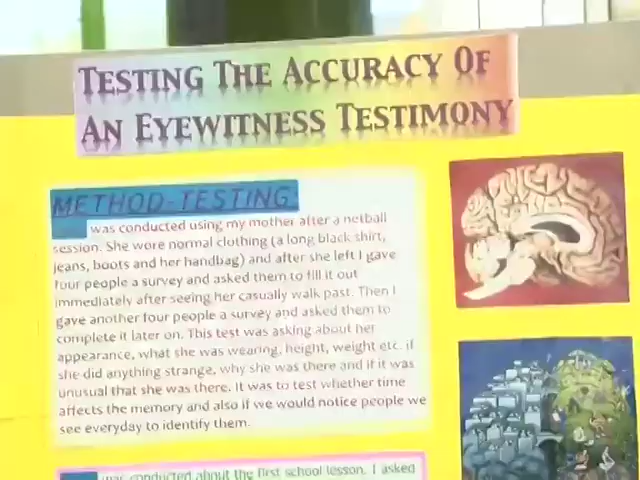 TESTING THE ACCURACY OF
AN EYEWITNESS TESTIMONY
METHOD-TESTING
was conducted using my mother after a netball
session. She wore normal clothing (a long black shirt,
jeans, boots and her handbag) and after she left I gave
four people a survey and asked them to fill it out
immediately after seeing her casually walk past. Then I
gave another four people a survey and asked them to
complete it later on. This test was asking about her
appearance, what she was wearing, height, weight etc. if
she did anything strange, why she was there and if it was
unusual that she was there. It was to test whether time
affects the memory and also if we would notice people we
see everyday to identify them.
was conducted about the first school lesson. I asked